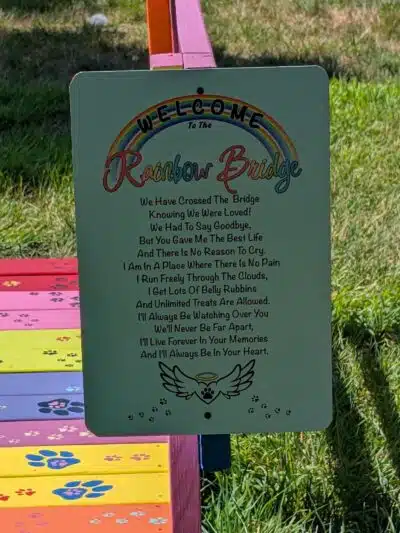 WELCOME
To The
Rainbow Bridge
We Have Crossed The Bridge
Knowing We Were Loved!
We Had To Say Goodbye,
But You Gave Me The Best Life
And There Is No Reason To Cry.
I Am In A Place Where There Is No Pain
I Run Freely Through The Clouds,
I Get Lots Of Belly Rubbins
And Unlimited Treats Are Allowed.
I'll Always Be Watching Over You
We'll Never Be Far Apart,
I'll Live Forever In Your Memories
And I'll Always Be In Your Heart.